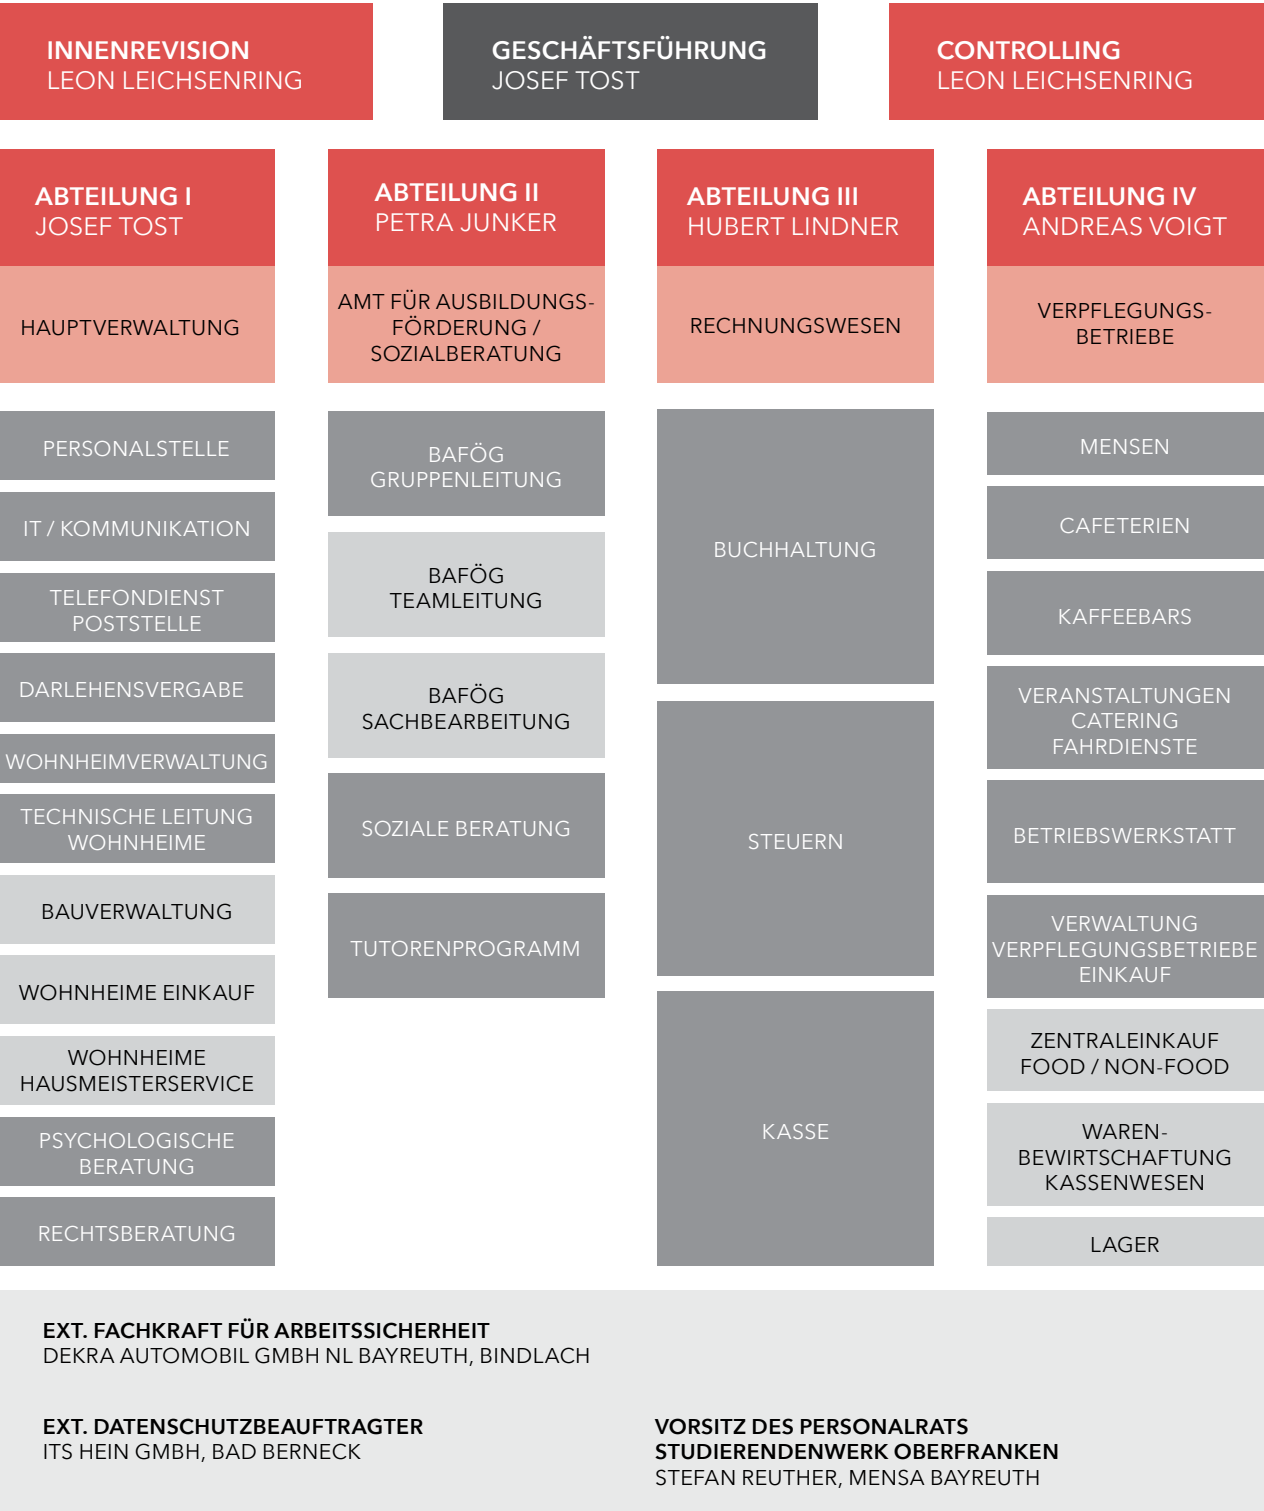 INNENREVISION
LEON LEICHSENRING
GESCHÄFTSFÜHRUNG
JOSEF TOST
CONTROLLING
LEON LEICHSENRING
ABTEILUNG I
JOSEF TOST
HAUPTVERWALTUNG
PERSONALSTELLE
IT / KOMMUNIKATION
TELEFONDIENST
POSTSTELLE
DARLEHENSVERGABE
WOHNHEIMVERWALTUNG
TECHNISCHE LEITUNG
WOHNHEIME
BAUVERWALTUNG
WOHNHEIME EINKAUF
WOHNHEIME
HAUSMEISTERSERVICE
PSYCHOLOGISCHE
BERATUNG
RECHTSBERATUNG
ABTEILUNG II
PETRA JUNKER
AMT FÜR AUSBILDUNGS-
FÖRDERUNG /
SOZIALBERATUNG
BAFÖG
GRUPPENLEITUNG
BAFÖG
TEAMLEITUNG
BAFÖG
SACHBEARBEITUNG
SOZIALE BERATUNG
TUTORENPROGRAMM
ABTEILUNG III
HUBERT LINDNER
RECHNUNGSWESEN
BUCHHALTUNG
STEUERN
KASSE
ABTEILUNG IV
ANDREAS VOIGT
VERPFLEGUNGS-
BETRIEBE
MENSEN
CAFETERIEN
KAFFEEBARS
VERANSTALTUNGEN
CATERING
FAHRDIENSTE
BETRIEBSWERKSTATT
VERWALTUNG
VERPFLEGUNGSBETRIEBE
EINKAUF
ZENTRALEINKAUF
FOOD / NON-FOOD
WAREN-
BEWIRTSCHAFTUNG
KASSENWESEN
LAGER
EXT. FACHKRAFT FÜR ARBEITSSICHERHEIT
DEKRA AUTOMOBIL GMBH NL BAYREUTH, BINDLACH
EXT. DATENSCHUTZBEAUFTRAGTER
ITS HEIN GMBH, BAD BERNECK
VORSITZ DES PERSONALRATS
STUDIERENDENWERK OBERFRANKEN
STEFAN REUTHER, MENSA BAYREUTH